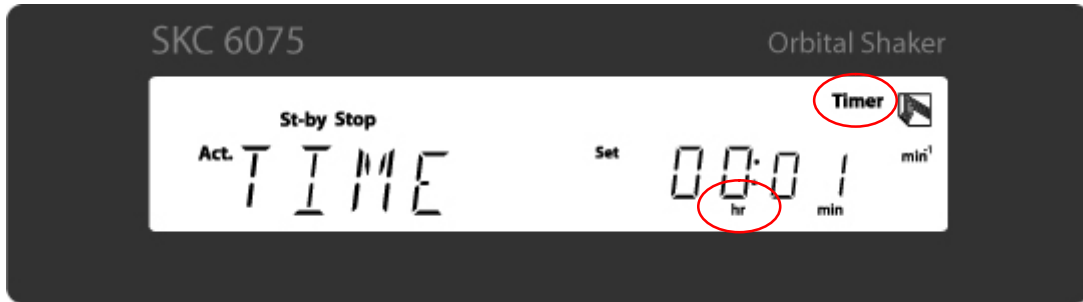 SKC 6075 Orbital Shaker
Timer
St-by Stop
Act. TIME Set 00:01 min⁻¹
hr min